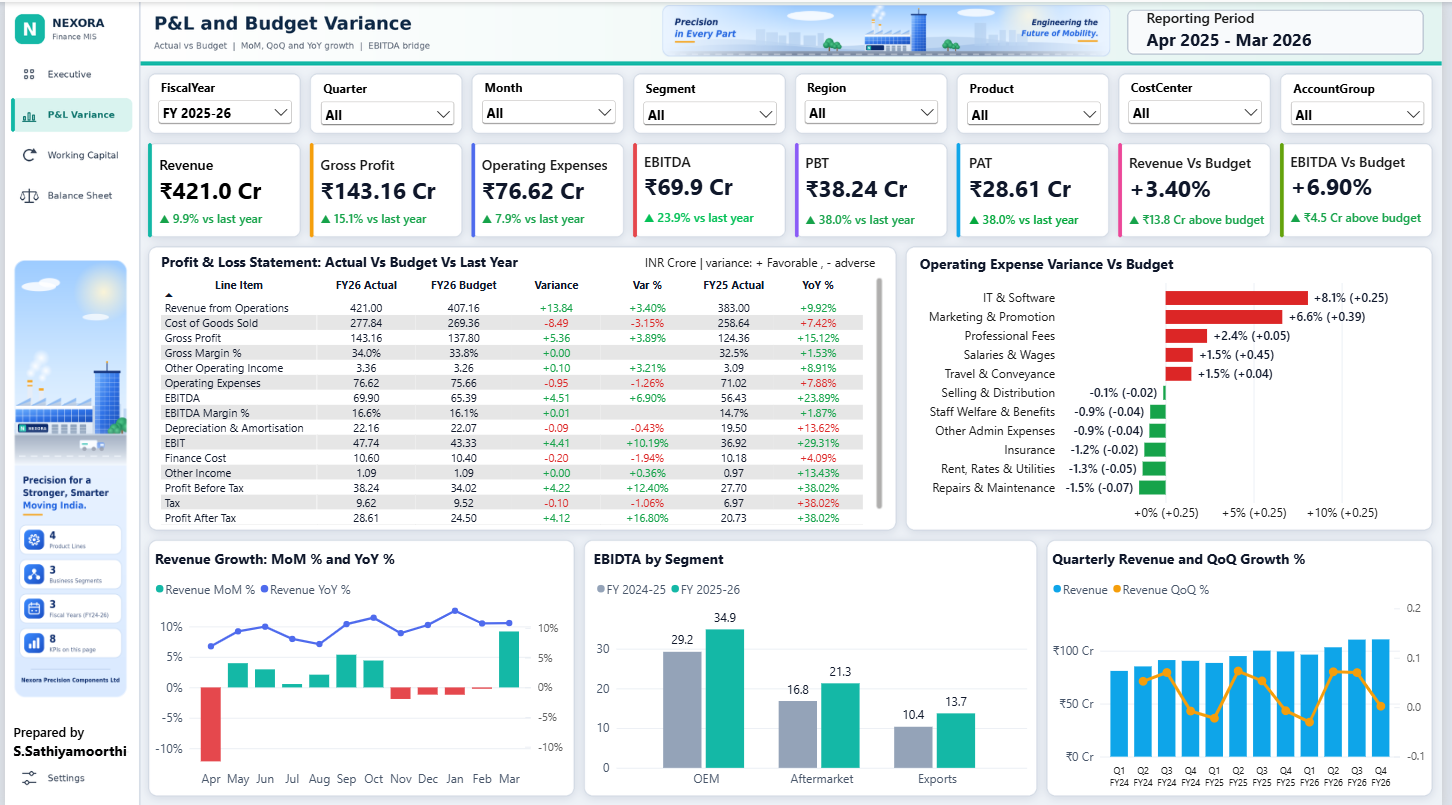 NEXORA
Finance MIS
Executive
P&L Variance
Working Capital
Balance Sheet
NEXORA
Precision for a
Stronger, Smarter
Moving India.
4
Product Lines
3
Business Segments
3
Fiscal Years (FY24-26)
8
KPIs on this page
Nexora Precision Components Ltd
Prepared by
S.Sathiyamoorthi
Settings
P&L and Budget Variance
Actual vs Budget | MoM, QoQ and YoY growth | EBITDA bridge
Precision
in Every Part
Engineering the
Future of Mobility.
Reporting Period
Apr 2025 - Mar 2026
FiscalYear
FY 2025-26
Quarter
All
Month
All
Segment
All
Region
All
Product
All
CostCenter
All
AccountGroup
All
Revenue
₹421.0 Cr
▲ 9.9% vs last year
Gross Profit
₹143.16 Cr
▲ 15.1% vs last year
Operating Expenses
₹76.62 Cr
▲ 7.9% vs last year
EBITDA
₹69.9 Cr
▲ 23.9% vs last year
PBT
₹38.24 Cr
▲ 38.0% vs last year
PAT
₹28.61 Cr
▲ 38.0% vs last year
Revenue Vs Budget
+3.40%
▲ ₹13.8 Cr above budget
EBITDA Vs Budget
+6.90%
▲ ₹4.5 Cr above budget
Profit & Loss Statement: Actual Vs Budget Vs Last Year
INR Crore | variance: + Favorable , - adverse
Line Item FY26 Actual FY26 Budget Variance Var % FY25 Actual YoY %
Revenue from Operations 421.00 407.16 +13.84 +3.40% 383.00 +9.92%
Cost of Goods Sold 277.84 269.36 -8.49 -3.15% 258.64 +7.42%
Gross Profit 143.16 137.80 +5.36 +3.89% 124.36 +15.12%
Gross Margin % 34.0% 33.8% +0.00 32.5% +1.53%
Other Operating Income 3.36 3.26 +0.10 +3.21% 3.09 +8.91%
Operating Expenses 76.62 75.66 -0.95 -1.26% 71.02 +7.88%
EBITDA 69.90 65.39 +4.51 +6.90% 56.43 +23.89%
EBITDA Margin % 16.6% 16.1% +0.01 14.7% +1.87%
Depreciation & Amortisation 22.16 22.07 -0.09 -0.43% 19.50 +13.62%
EBIT 47.74 43.33 +4.41 +10.19% 36.92 +29.31%
Finance Cost 10.60 10.40 -0.20 -1.94% 10.18 +4.09%
Other Income 1.09 1.09 +0.00 +0.36% 0.97 +13.43%
Profit Before Tax 38.24 34.02 +4.22 +12.40% 27.70 +38.02%
Tax 9.62 9.52 -0.10 -1.06% 6.97 +38.02%
Profit After Tax 28.61 24.50 +4.12 +16.80% 20.73 +38.02%
Operating Expense Variance Vs Budget
IT & Software +8.1% (+0.25)
Marketing & Promotion +6.6% (+0.39)
Professional Fees +2.4% (+0.05)
Salaries & Wages +1.5% (+0.45)
Travel & Conveyance +1.5% (+0.04)
Selling & Distribution -0.1% (-0.02)
Staff Welfare & Benefits -0.9% (-0.04)
Other Admin Expenses -0.9% (-0.04)
Insurance -1.2% (-0.02)
Rent, Rates & Utilities -1.3% (-0.05)
Repairs & Maintenance -1.5% (-0.07)
+0% (+0.25) +5% (+0.25) +10% (+0.25)
Revenue Growth: MoM % and YoY %
Revenue MoM % Revenue YoY %
10% 10%
5% 5%
0% 0%
-5% -5%
-10% -10%
Apr May Jun Jul Aug Sep Oct Nov Dec Jan Feb Mar
EBIDTA by Segment
FY 2024-25 FY 2025-26
30
20
10
0
29.2 34.9
16.8 21.3
10.4 13.7
OEM Aftermarket Exports
Quarterly Revenue and QoQ Growth %
Revenue Revenue QoQ %
0.2
₹100 Cr 0.1
₹50 Cr 0.0
₹0 Cr -0.1
Q1 Q2 Q3 Q4 Q1 Q2 Q3 Q4 Q1 Q2 Q3 Q4
FY24 FY24 FY24 FY24 FY25 FY25 FY25 FY25 FY26 FY26 FY26 FY26